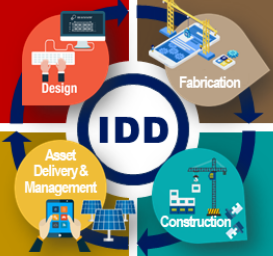 Design
Fabrication
IDD
Asset
Delivery &
Management
Construction